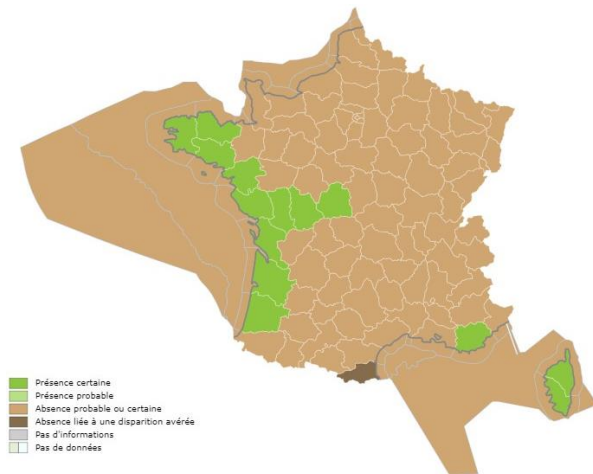 Présence certaine
Présence probable
Absence probable ou certaine
Absence liée à une disparition avérée
Pas d'informations
Pas de données